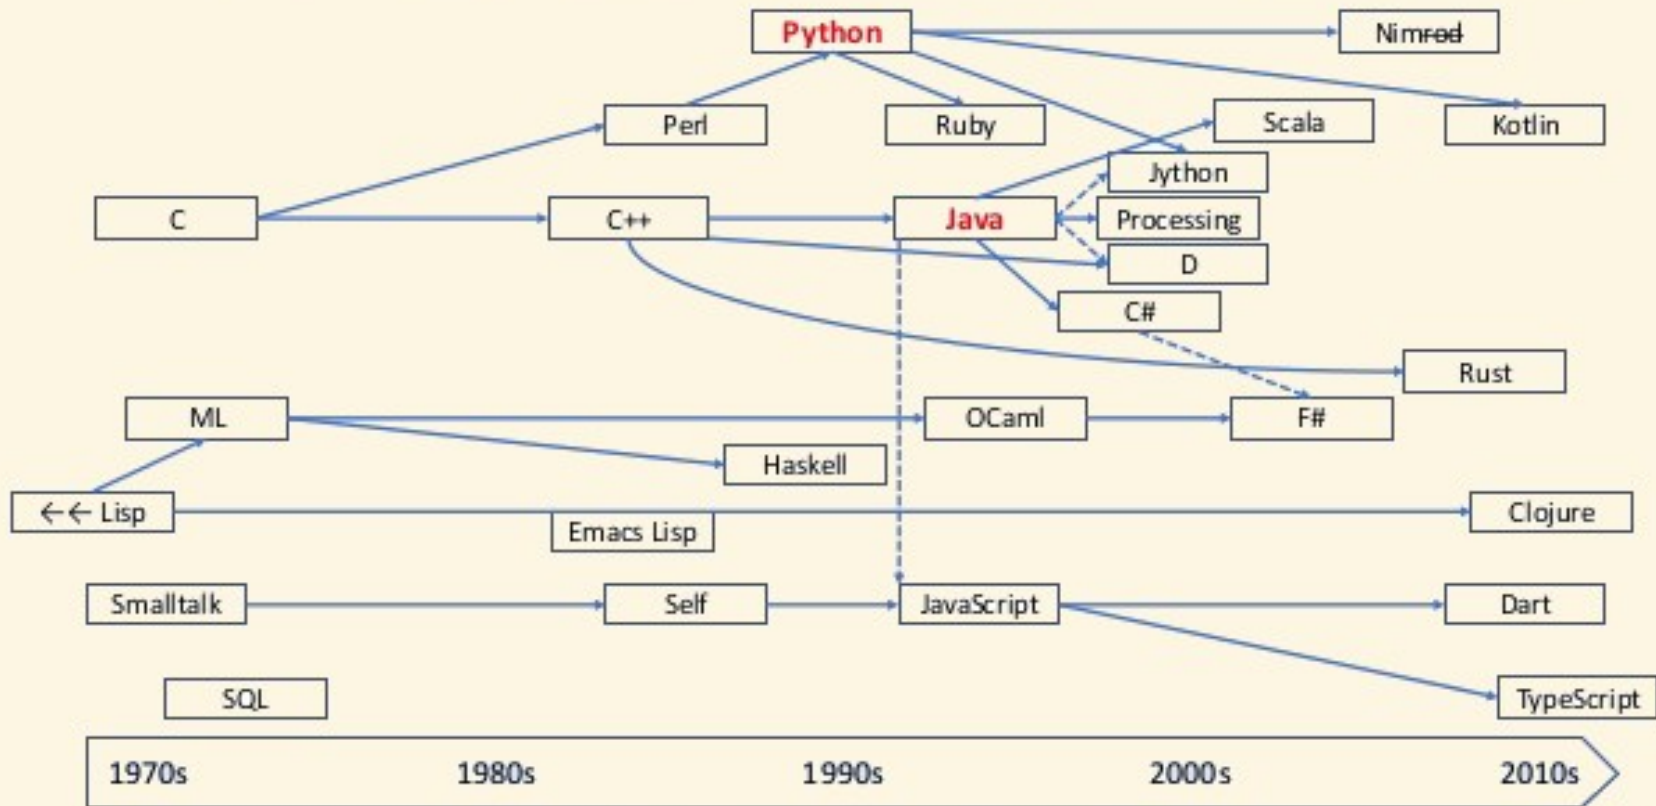 Python
Nimrod
Perl
Ruby
Scala
Kotlin
Jython
C
C++
Java
Processing
D
C#
Rust
ML
OCaml
F#
Haskell
←← Lisp
Emacs Lisp
Clojure
Smalltalk
Self
JavaScript
Dart
SQL
TypeScript
1970s 1980s 1990s 2000s 2010s